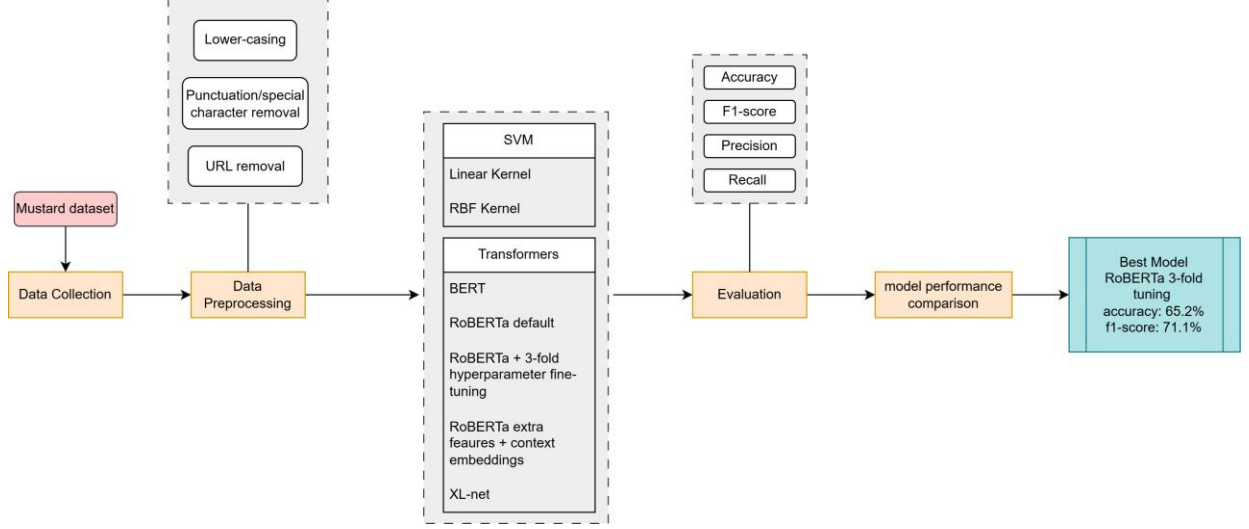 Lower-casing
Punctuation/special
character removal
URL removal
Mustard dataset
Data Collection
Data
Preprocessing
SVM
Linear Kernel
RBF Kernel
Transformers
BERT
RoBERTa default
RoBERTa + 3-fold
hyperparameter fine-
tuning
RoBERTa extra
feaures + context
embeddings
XL-net
Accuracy
F1-score
Precision
Recall
Evaluation
model performance
comparison
Best Model
RoBERTa 3-fold
tuning
accuracy: 65.2%
f1-score: 71.1%